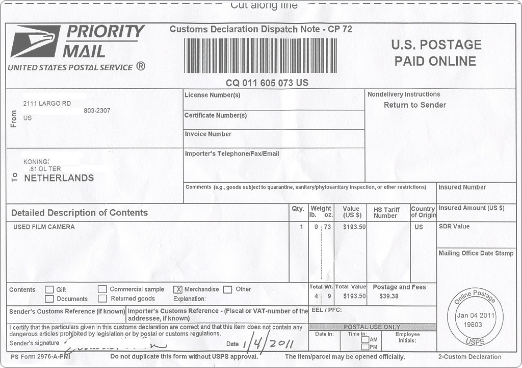 Cut along line
PRIORITY
MAIL
UNITED STATES POSTAL SERVICE ®
Customs Declaration Dispatch Note - CP 72
CQ 011 605 073 US
U.S. POSTAGE
PAID ONLINE
From
2111 LARGO RD
803-2307
US
License Number(s)
Certificate Number(s)
Invoice Number
Importer's Telephone/Fax/Email
Nondelivery Instructions
Return to Sender
To
KONING:
DL TER
NETHERLANDS
Comments (e.g., goods subject to quarantine, sanitary/phytosanitary inspection, or other restrictions)
Insured Number
Detailed Description of Contents
Qty.
Weight
lb. oz.
Value
(US $)
HS Tariff
Number
Country
of Origin
Insured Amount (US $)
USED FILM CAMERA
1
0 73
$193.50
US
SDR Value
Mailing Office Date Stamp
Contents
Gift
Commercial sample
Merchandise
Other
Documents
Returned goods
Explanation:
Total Wt.
4 9
Total Value
$193.50
Postage and Fees
$39.38
Sender's Customs Reference (if known)
Importer's Customs Reference - (Fiscal or VAT-number of the
addressee, if known)
EEL / PFC:
I certify that the particulars given in this customs declaration are correct and that this item does not contain any
dangerous articles prohibited by legislation or by postal or customs regulations.
Sender's signature
Date 1/4/2011
POSTAL USE ONLY
Date In:
Time In:
AM
PM
Employee
Initials:
Online Postage
Jan 04 2011
19803
USPS
PS Form 2976-A-PRI
Do not duplicate this form without USPS approval.
The item/parcel may be opened officially.
2-Customs Declaration